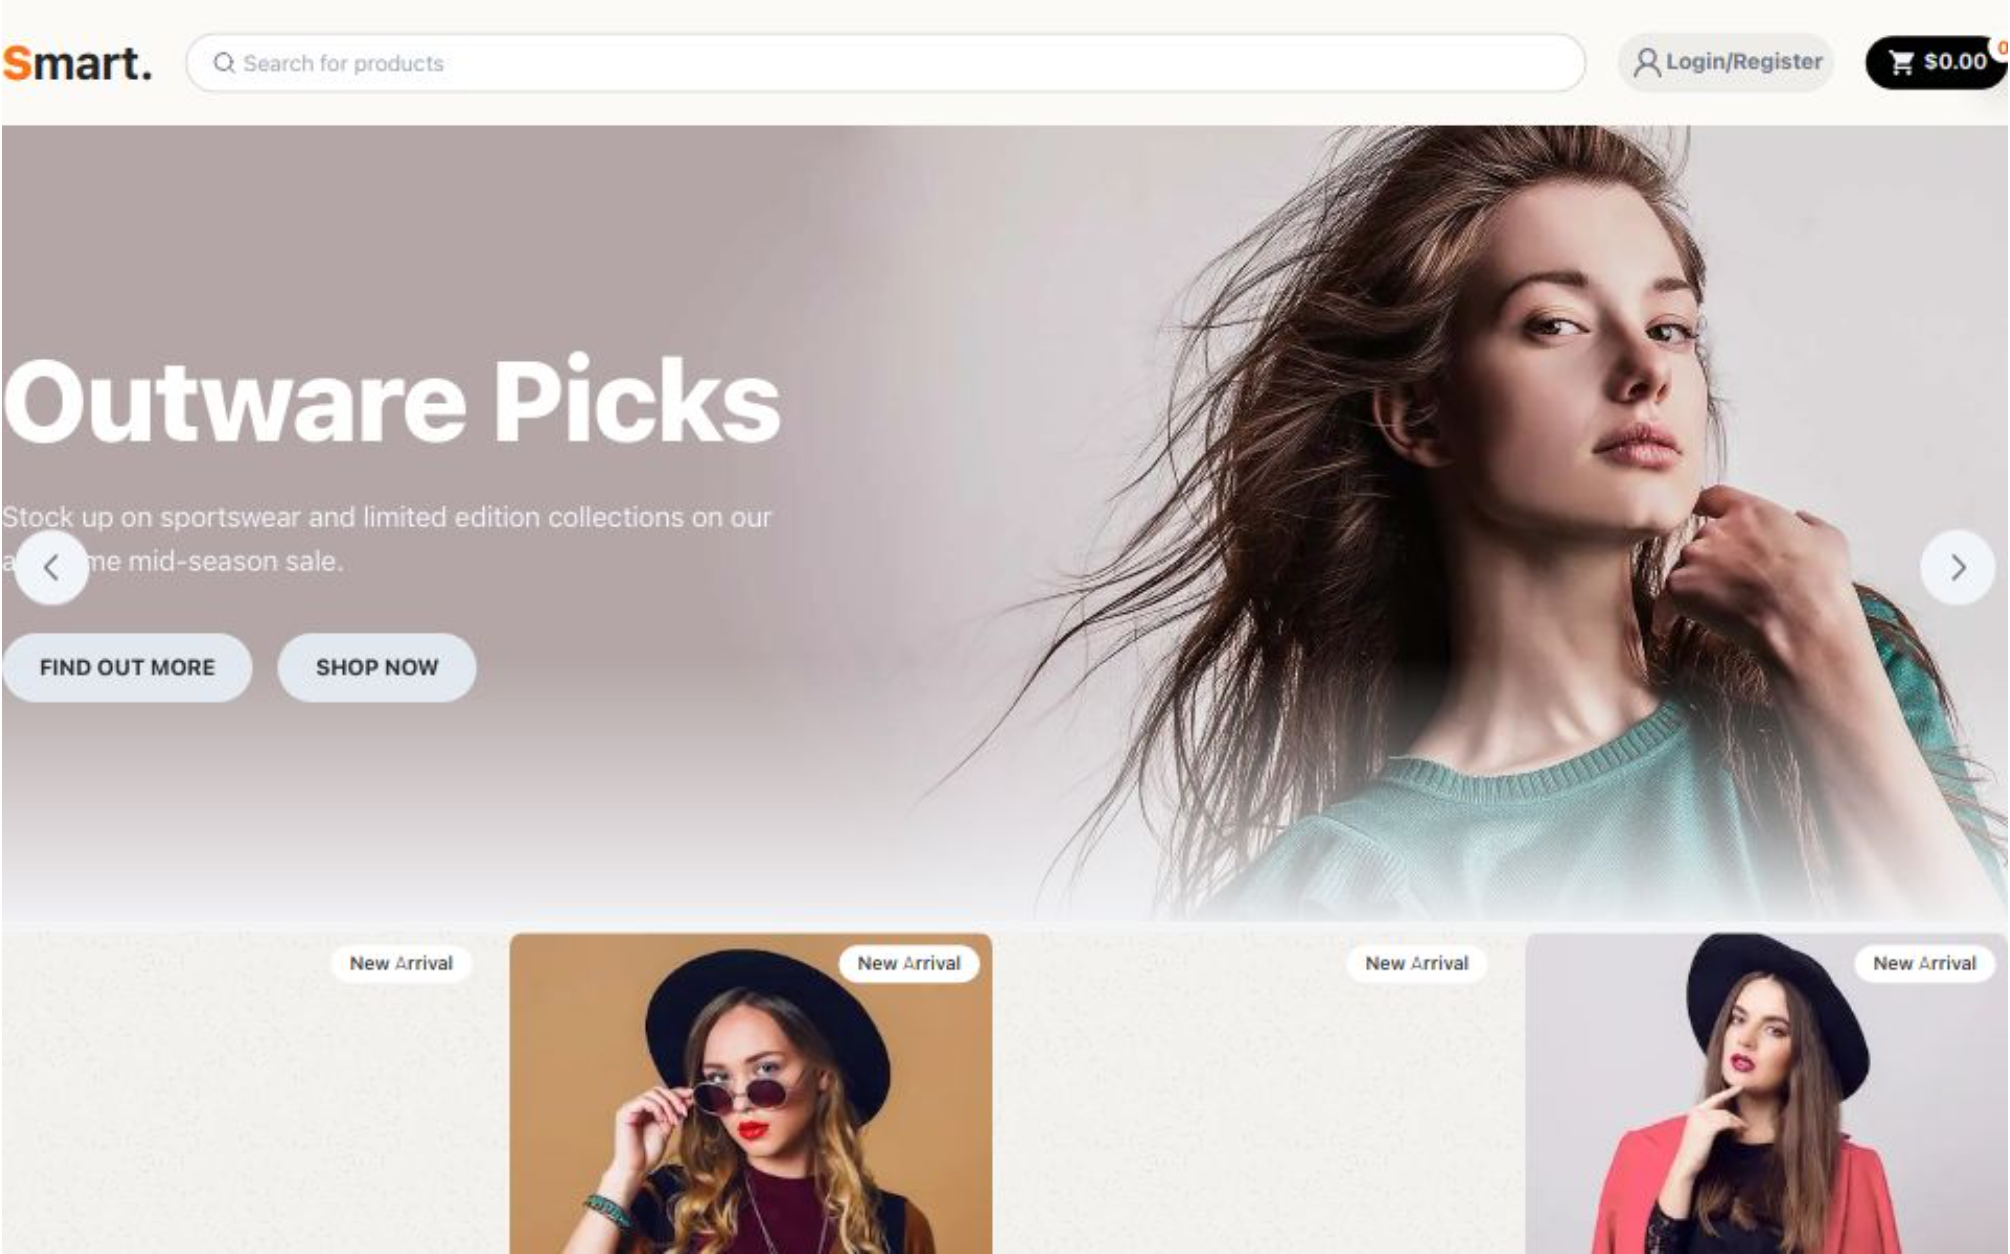 Smart.
Search for products
Login/Register
$0.00
0
Outware Picks
Stock up on sportswear and limited edition collections on our
me mid-season sale.
FIND OUT MORE
SHOP NOW
New Arrival
New Arrival
New Arrival
New Arrival